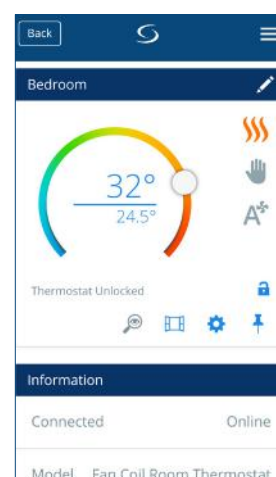 Back
Bedroom
32°
24.5°
A
Thermostat Unlocked
Information
Connected Online
Model Fan Coil Room Thermostat